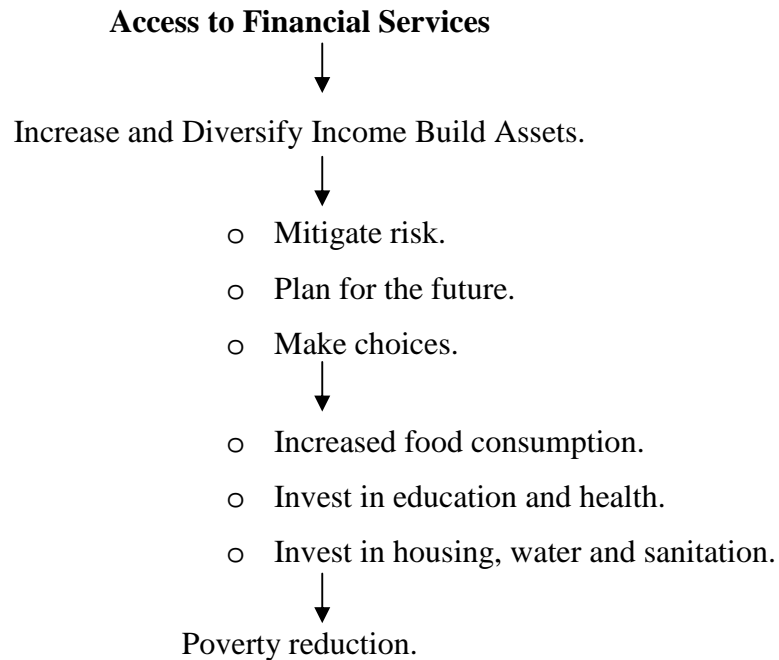 Access to Financial Services
Increase and Diversify Income Build Assets.
o Mitigate risk.
o Plan for the future.
o Make choices.
o Increased food consumption.
o Invest in education and health.
o Invest in housing, water and sanitation.
Poverty reduction.